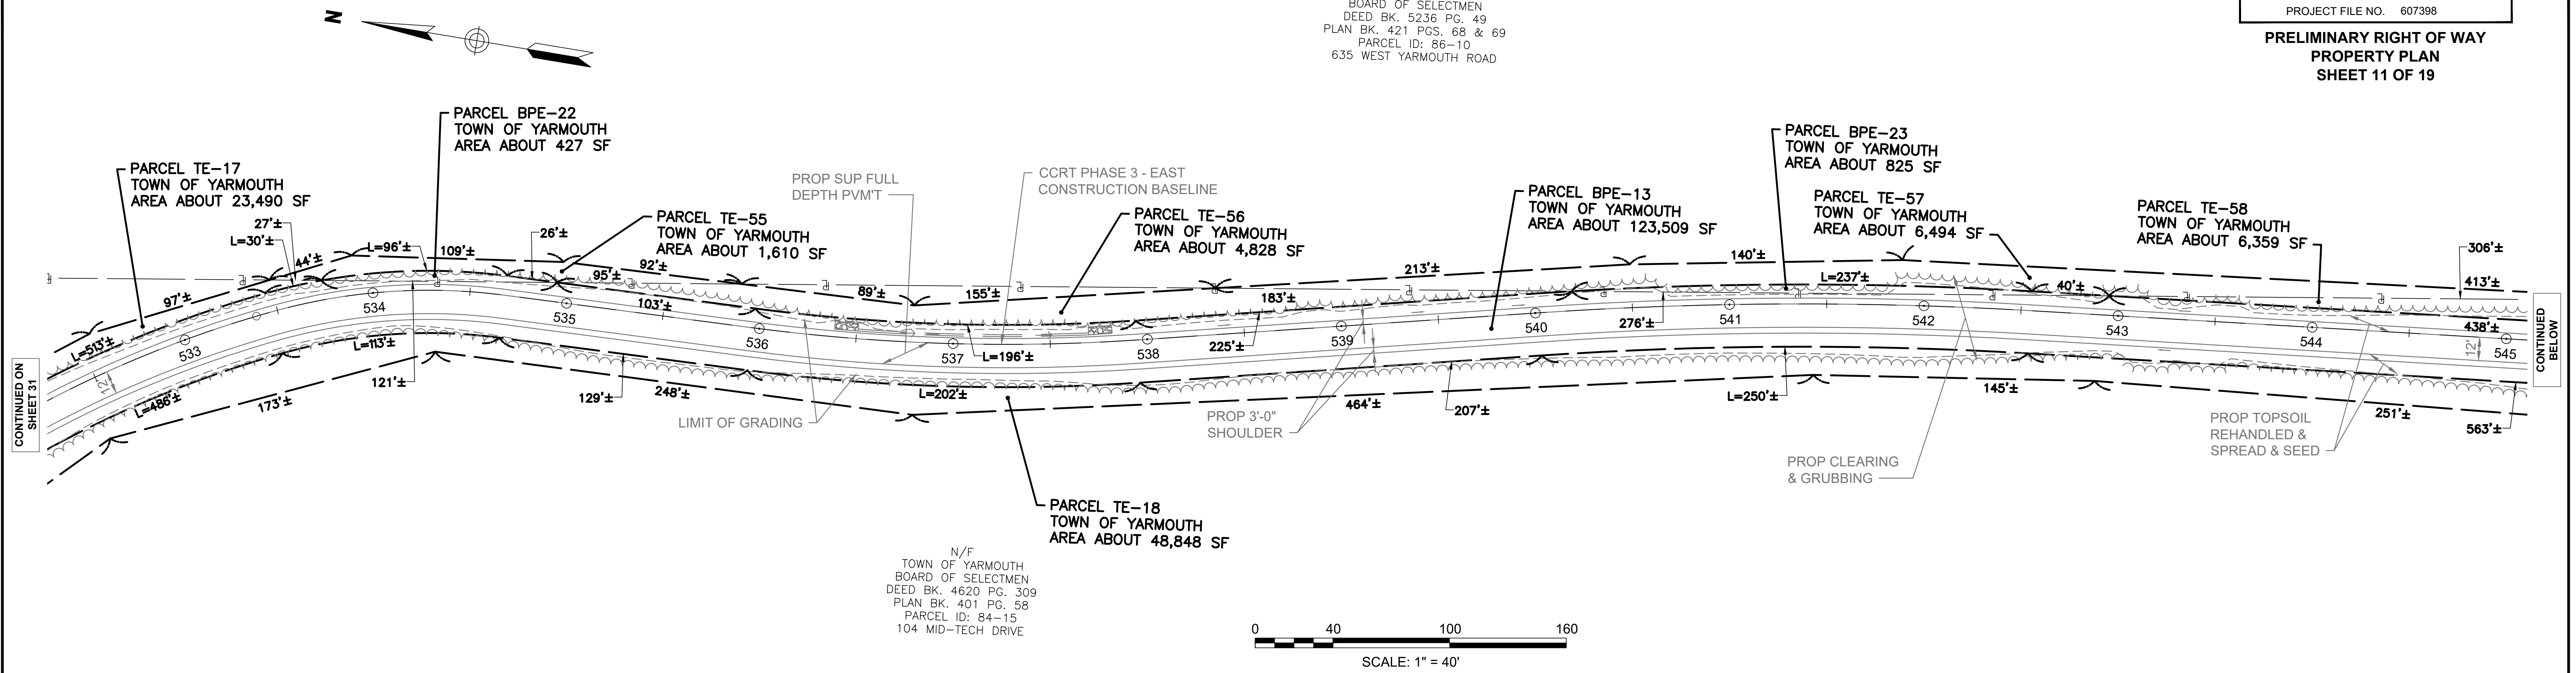 N
BOARD OF SELECTMEN
DEED BK. 5236 PG. 49
PLAN BK. 421 PGS. 68 & 69
PARCEL ID: 86-10
635 WEST YARMOUTH ROAD
PROJECT FILE NO. 607398
PRELIMINARY RIGHT OF WAY
PROPERTY PLAN
SHEET 11 OF 19
PARCEL TE-17
TOWN OF YARMOUTH
AREA ABOUT 23,490 SF
PARCEL BPE-22
TOWN OF YARMOUTH
AREA ABOUT 427 SF
PARCEL TE-55
TOWN OF YARMOUTH
AREA ABOUT 1,610 SF
PROP SUP FULL
DEPTH PVM'T
CCRT PHASE 3 - EAST
CONSTRUCTION BASELINE
PARCEL TE-56
TOWN OF YARMOUTH
AREA ABOUT 4,828 SF
PARCEL BPE-13
TOWN OF YARMOUTH
AREA ABOUT 123,509 SF
PARCEL BPE-23
TOWN OF YARMOUTH
AREA ABOUT 825 SF
PARCEL TE-57
TOWN OF YARMOUTH
AREA ABOUT 6,494 SF
PARCEL TE-58
TOWN OF YARMOUTH
AREA ABOUT 6,359 SF
27'±
L=30'±
44'±
L=96'±
109'±
26'±
92'±
95'±
97'±
103'±
89'±
155'±
213'±
183'±
140'±
L=237'±
40'±
306'±
413'±
438'±
L=513'±
533
534
535
536
537
538
539
540
541
542
543
544
545
12'
12'
L=486'±
173'±
L=113'±
121'±
129'±
248'±
L=196'±
L=202'±
225'±
276'±
464'±
207'±
L=250'±
145'±
251'±
563'±
CONTINUED ON
SHEET 31
CONTINUED
BELOW
LIMIT OF GRADING
PROP 3'-0"
SHOULDER
PROP CLEARING
& GRUBBING
PROP TOPSOIL
REHANDLED &
SPREAD & SEED
PARCEL TE-18
TOWN OF YARMOUTH
AREA ABOUT 48,848 SF
N/F
TOWN OF YARMOUTH
BOARD OF SELECTMEN
DEED BK. 4620 PG. 309
PLAN BK. 401 PG. 58
PARCEL ID: 84-15
104 MID-TECH DRIVE
0 40 100 160
SCALE: 1" = 40'